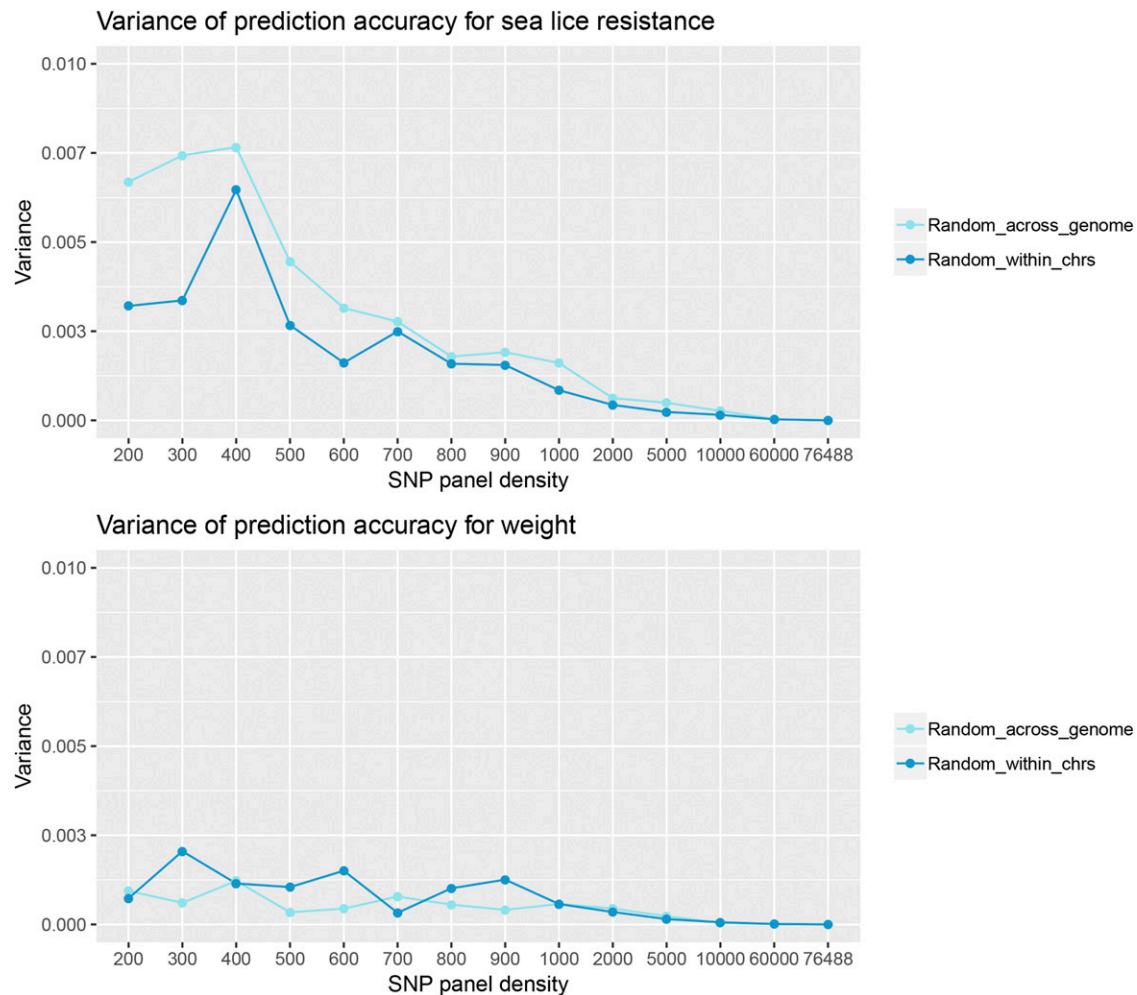 Variance of prediction accuracy for sea lice resistance
0.010
0.007
0.005
0.003
0.000
Variance
200 300 400 500 600 700 800 900 1000 2000 5000 10000 60000 76488
SNP panel density
Random_across_genome
Random_within_chrs
Variance of prediction accuracy for weight
0.010
0.007
0.005
0.003
0.000
Variance
200 300 400 500 600 700 800 900 1000 2000 5000 10000 60000 76488
SNP panel density
Random_across_genome
Random_within_chrs